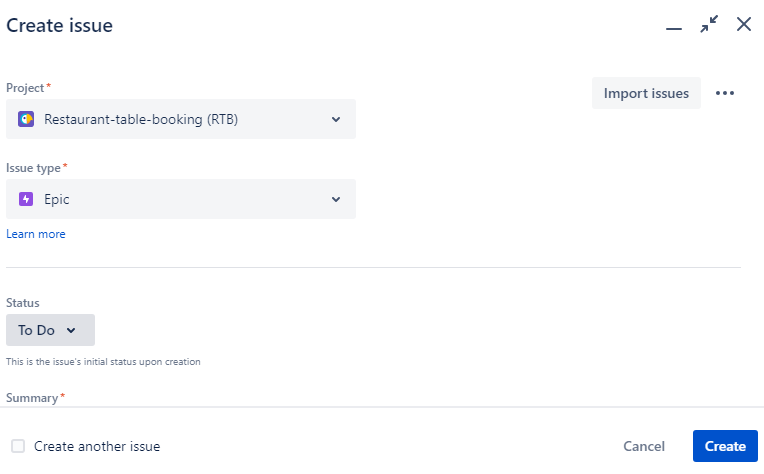 Create issue
Project*
Import issues
Restaurant-table-booking (RTB)
Issue type*
Epic
Learn more
Status
To Do
This is the issue's initial status upon creation
Summary*
Create another issue
Cancel
Create